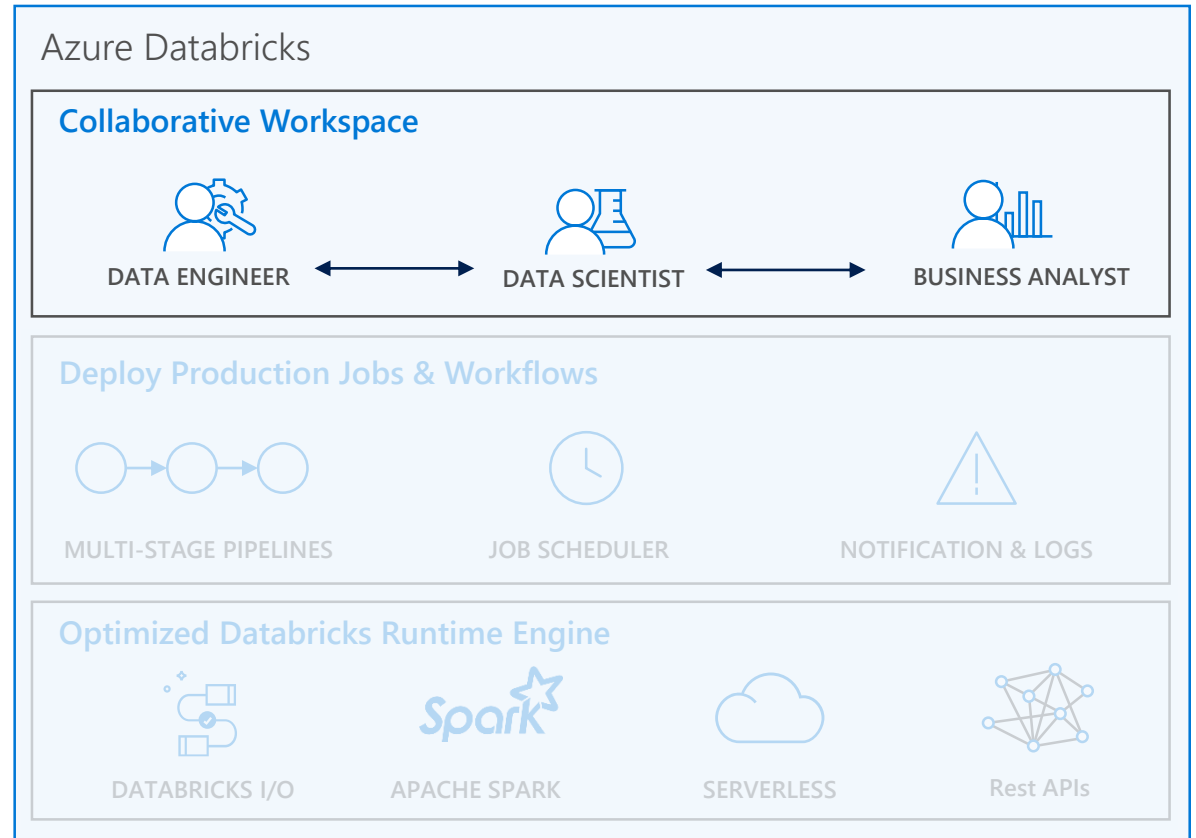 Azure Databricks
Collaborative Workspace
DATA ENGINEER DATA SCIENTIST BUSINESS ANALYST
Deploy Production Jobs & Workflows
MULTI-STAGE PIPELINES JOB SCHEDULER NOTIFICATION & LOGS
Optimized Databricks Runtime Engine
Spark
DATABRICKS I/O APACHE SPARK SERVERLESS Rest APIs